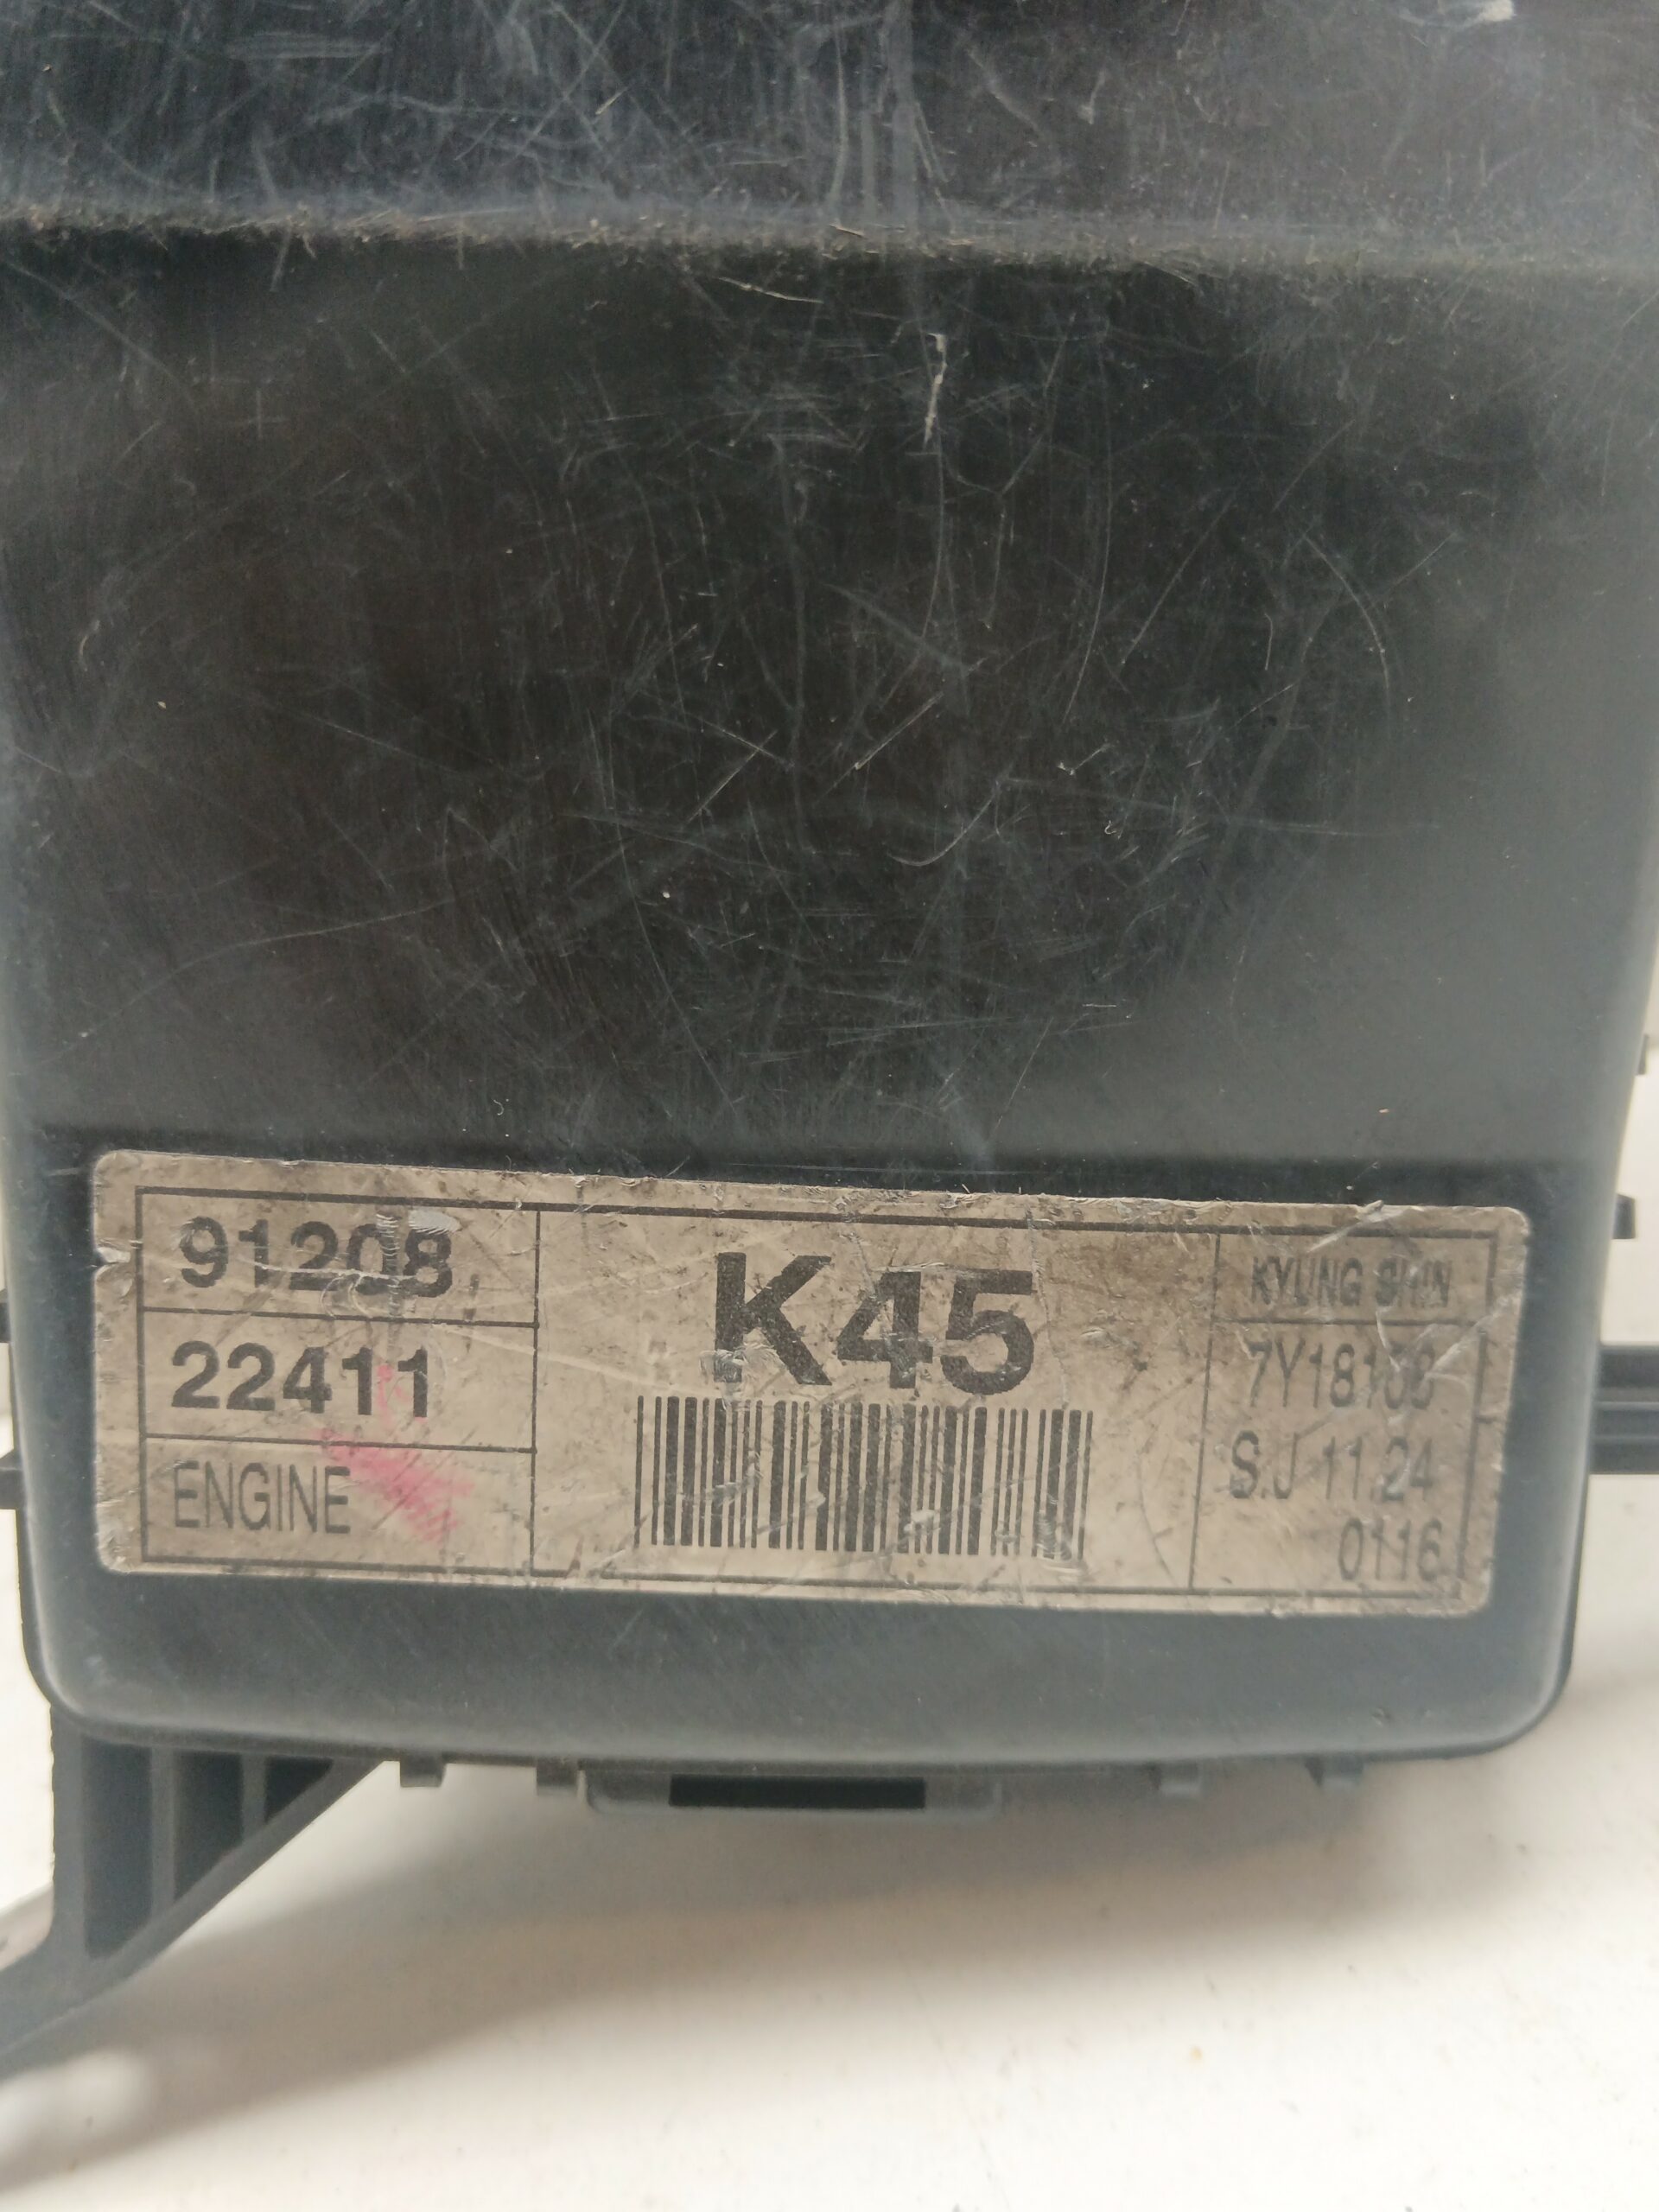 91208
22411
ENGINE
K45
KYUNG SHIN
S.J 11.24
0116